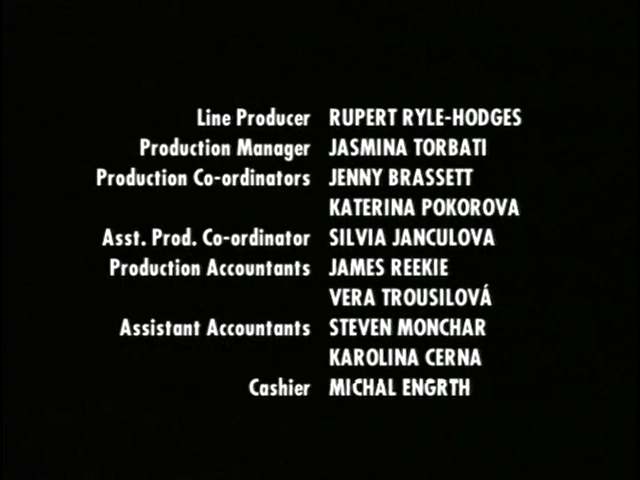 Line Producer RUPERT RYLE-HODGES
Production Manager JASMINA TORBATI
Production Co-ordinators JENNY BRASSETT
KATERINA POKOROVA
Asst. Prod. Co-ordinator SILVIA JANCULOVA
Production Accountants JAMES REEKIE
VERA TROUSILOVÁ
Assistant Accountants STEVEN MONCHAR
KAROLINA CERNA
Cashier MICHAL ENGRTH